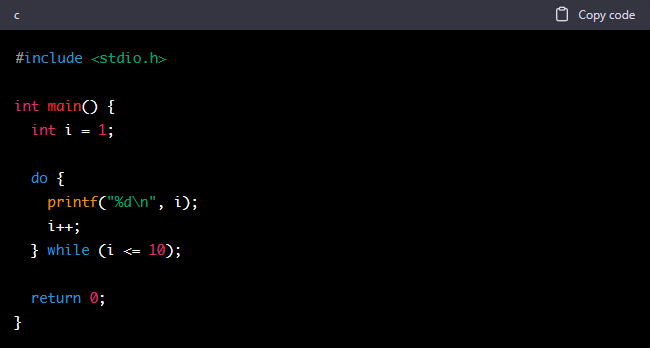 c Copy code
#include <stdio.h>
int main() {
  int i = 1;
  do {
    printf("%d\n", i);
    i++;
  } while (i <= 10);
  return 0;
}